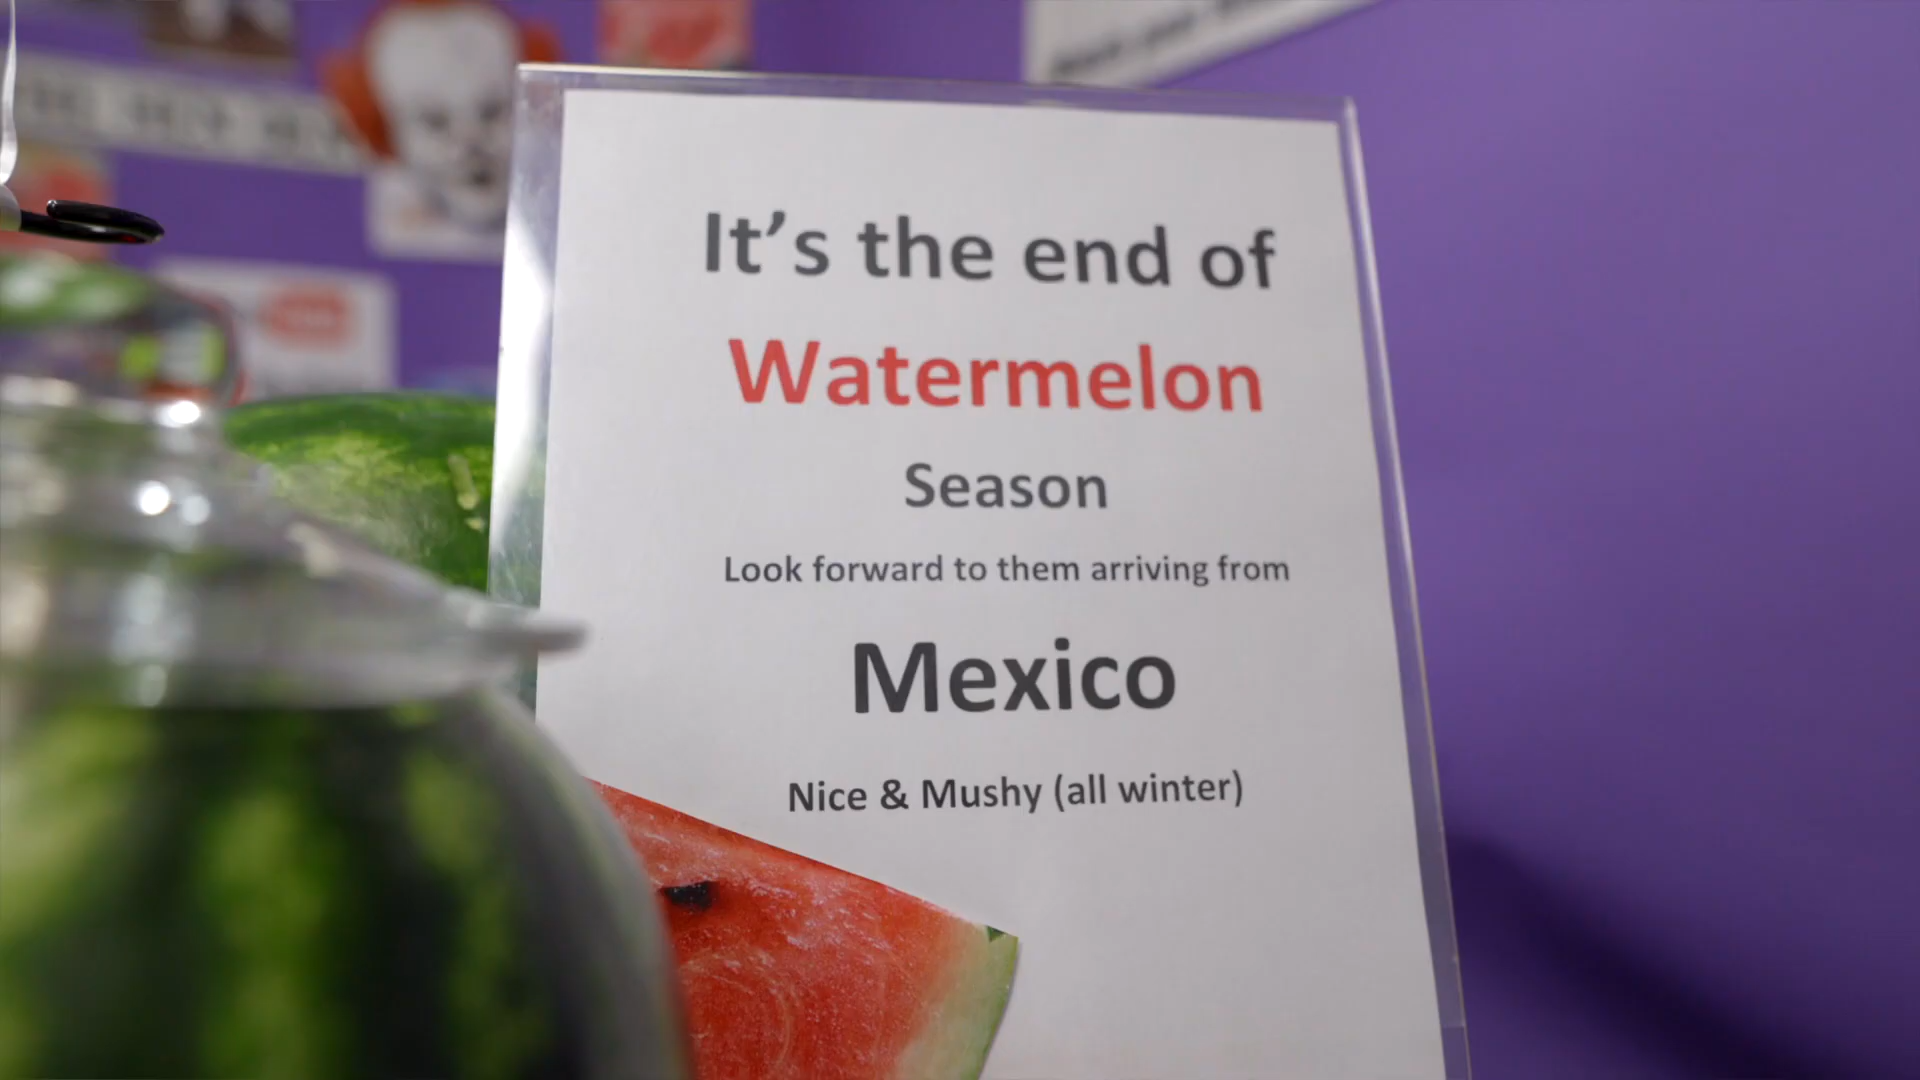 It's the end of
Watermelon
Season
Look forward to them arriving from
Mexico
Nice & Mushy (all winter)